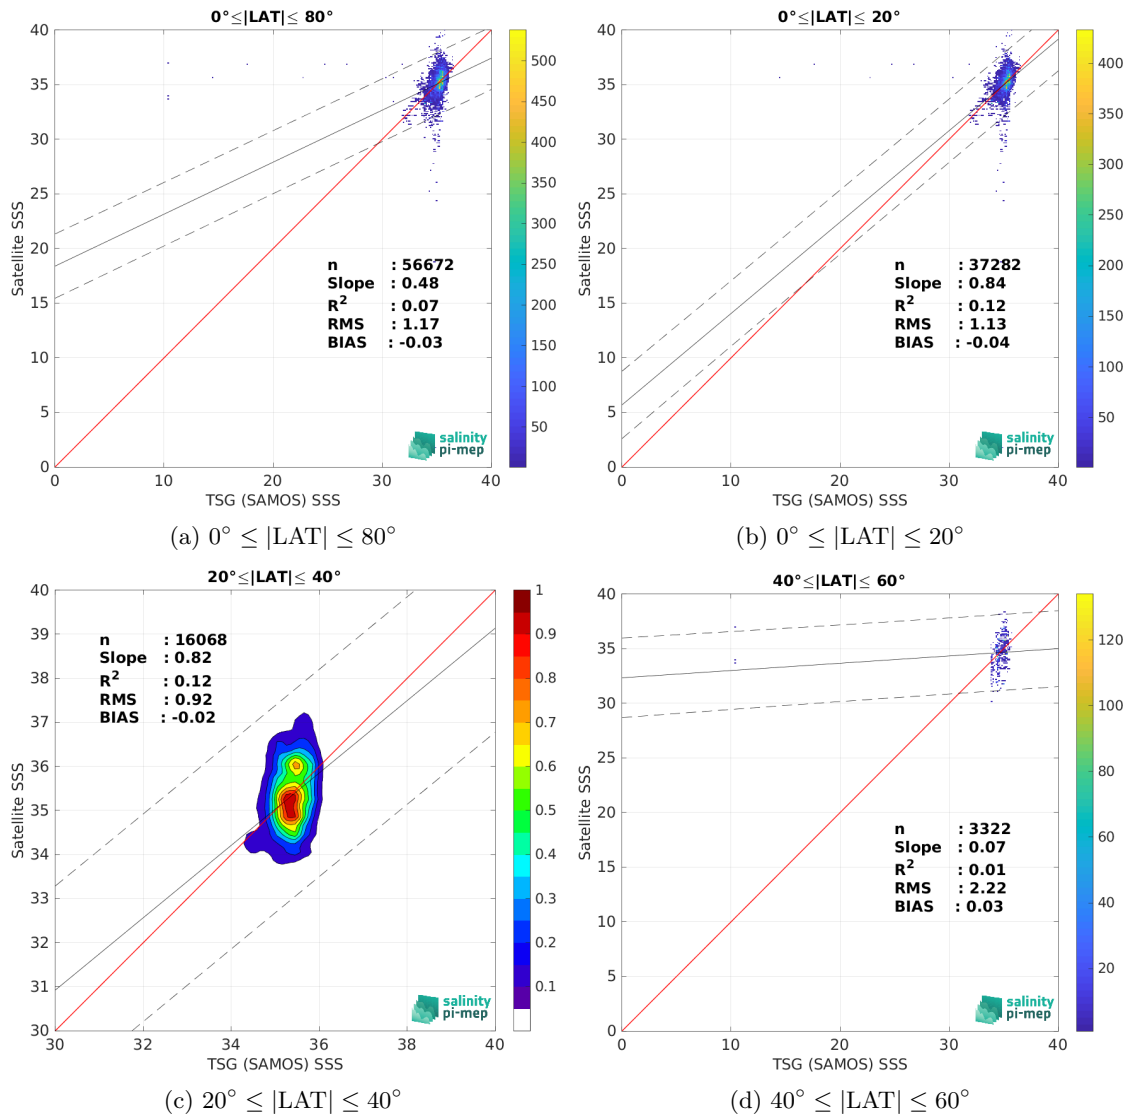 0°≤|LAT|≤ 80°
40
35
30
25
20
15
10
5
0
Satellite SSS
n : 56672
Slope : 0.48
R² : 0.07
RMS : 1.17
BIAS : -0.03
salinity
pi-mep
0 10 20 30 40
TSG (SAMOS) SSS
500
450
400
350
300
250
200
150
100
50
(a) 0° ≤ |LAT| ≤ 80°
0°≤|LAT|≤ 20°
40
35
30
25
20
15
10
5
0
Satellite SSS
n : 37282
Slope : 0.84
R² : 0.12
RMS : 1.13
BIAS : -0.04
salinity
pi-mep
0 10 20 30 40
TSG (SAMOS) SSS
400
350
300
250
200
150
100
50
(b) 0° ≤ |LAT| ≤ 20°
20°≤|LAT|≤ 40°
40
39
38
37
36
35
34
33
32
31
30
Satellite SSS
n : 16068
Slope : 0.82
R² : 0.12
RMS : 0.92
BIAS : -0.02
salinity
pi-mep
30 32 34 36 38 40
TSG (SAMOS) SSS
1
0.9
0.8
0.7
0.6
0.5
0.4
0.3
0.2
0.1
(c) 20° ≤ |LAT| ≤ 40°
40°≤|LAT|≤ 60°
40
35
30
25
20
15
10
5
0
Satellite SSS
n : 3322
Slope : 0.07
R² : 0.01
RMS : 2.22
BIAS : 0.03
salinity
pi-mep
0 10 20 30 40
TSG (SAMOS) SSS
120
100
80
60
40
20
(d) 40° ≤ |LAT| ≤ 60°